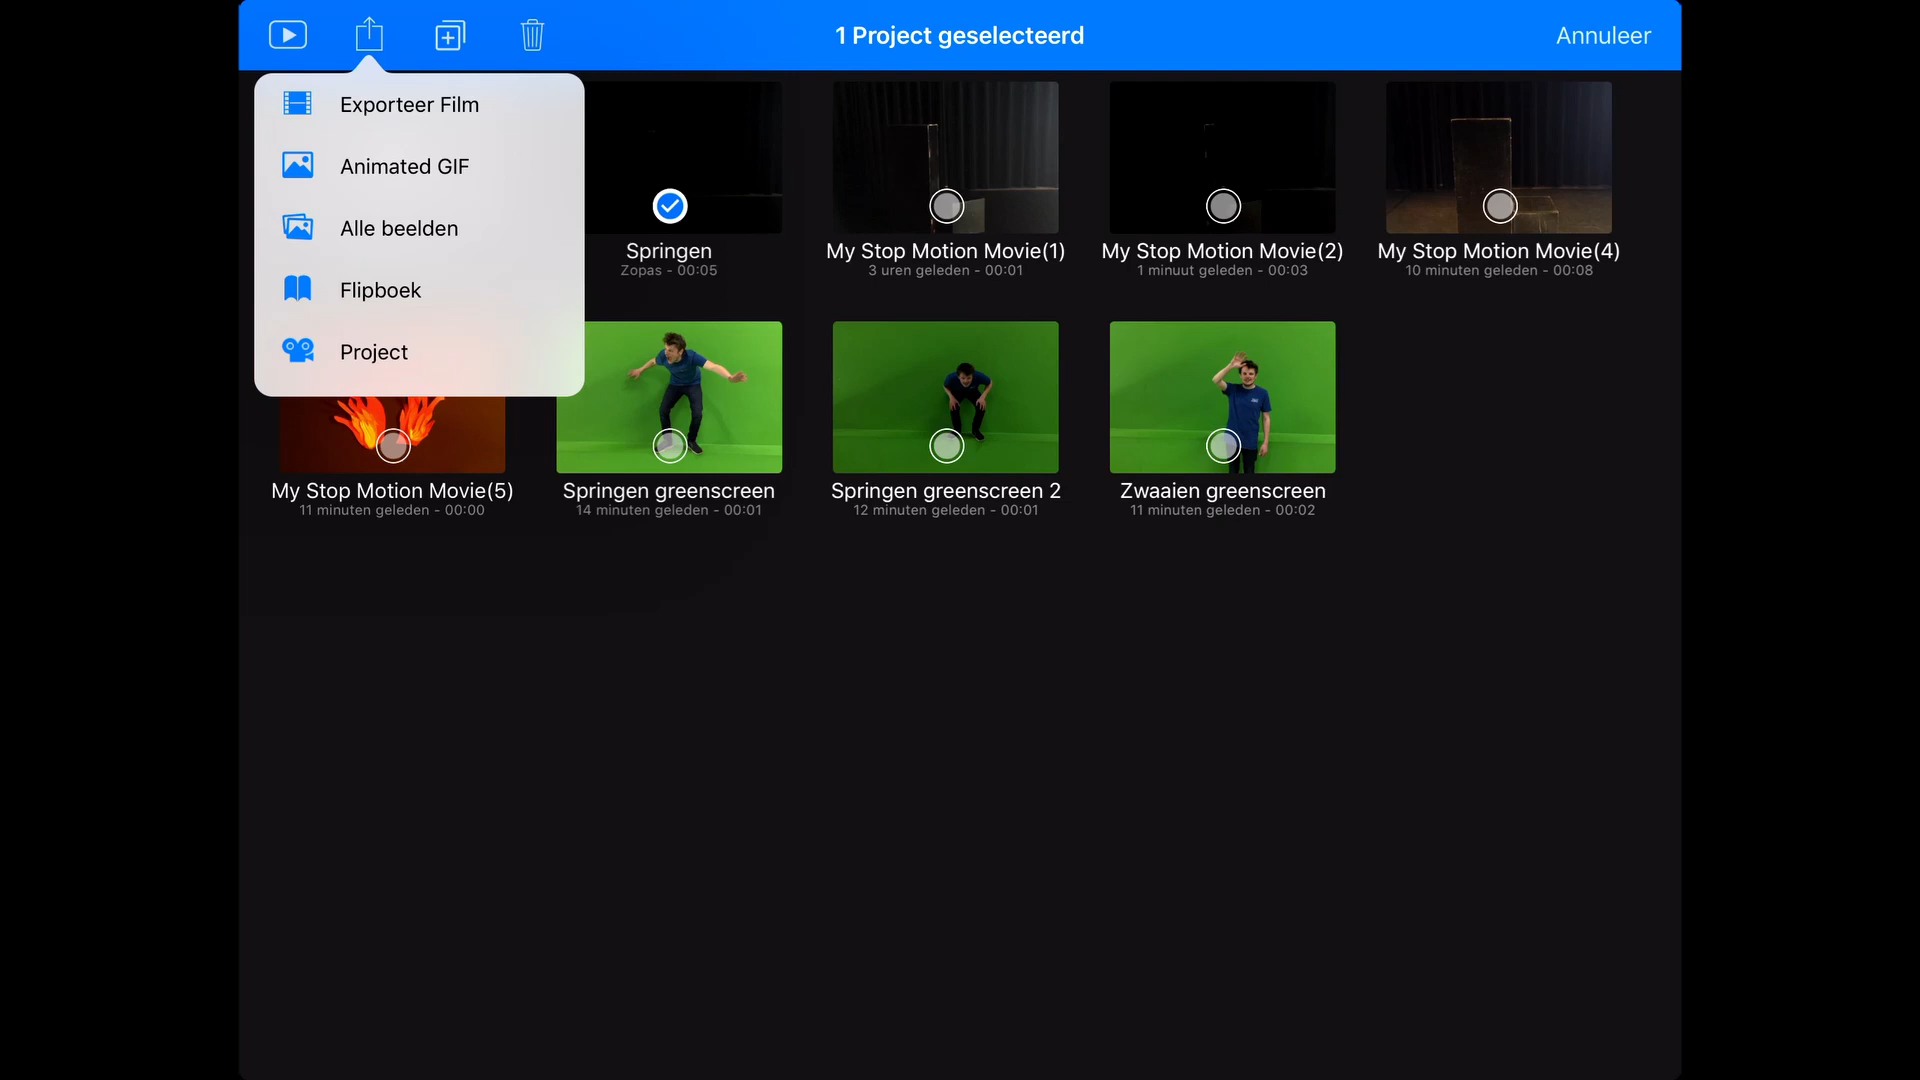 1 Project geselecteerd
Annuleer
Exporteer Film
Animated GIF
Alle beelden
Flipboek
Project
Springen
Zopas - 00:05
My Stop Motion Movie(1)
3 uren geleden - 00:01
My Stop Motion Movie(2)
1 minuut geleden - 00:03
My Stop Motion Movie(4)
10 minuten geleden - 00:08
My Stop Motion Movie(5)
11 minuten geleden - 00:00
Springen greenscreen
14 minuten geleden - 00:01
Springen greenscreen 2
12 minuten geleden - 00:01
Zwaaien greenscreen
11 minuten geleden - 00:02